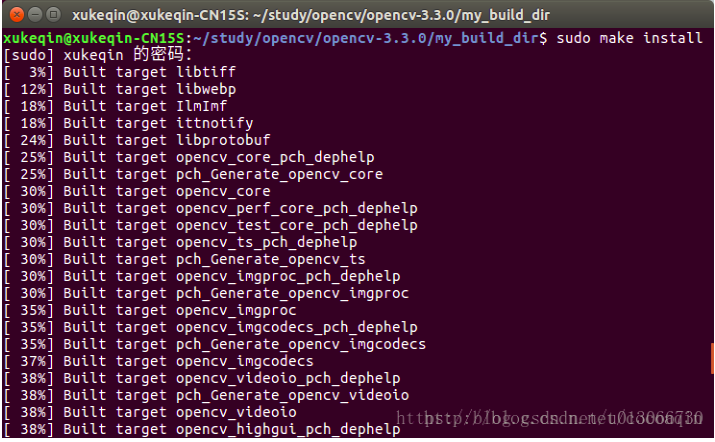 xukeqin@xukeqin-CN15S: ~/study/opencv/opencv-3.3.0/my_build_dir
xukeqin@xukeqin-CN15S:~/study/opencv/opencv-3.3.0/my_build_dir$ sudo make install
[sudo] xukeqin 的密码：
[  3%] Built target libtiff
[ 12%] Built target libwebp
[ 18%] Built target IlmImf
[ 18%] Built target ittnotify
[ 24%] Built target libprotobuf
[ 25%] Built target opencv_core_pch_dephelp
[ 25%] Built target pch_Generate_opencv_core
[ 30%] Built target opencv_core
[ 30%] Built target opencv_perf_core_pch_dephelp
[ 30%] Built target opencv_test_core_pch_dephelp
[ 30%] Built target opencv_ts_pch_dephelp
[ 30%] Built target pch_Generate_opencv_ts
[ 30%] Built target opencv_imgproc_pch_dephelp
[ 30%] Built target pch_Generate_opencv_imgproc
[ 35%] Built target opencv_imgproc
[ 35%] Built target opencv_imgcodecs_pch_dephelp
[ 35%] Built target pch_Generate_opencv_imgcodecs
[ 37%] Built target opencv_imgcodecs
[ 38%] Built target opencv_videoio_pch_dephelp
[ 38%] Built target pch_Generate_opencv_videoio
[ 38%] Built target opencv_videoio
[ 38%] Built target opencv_highgui_pch_dephelp